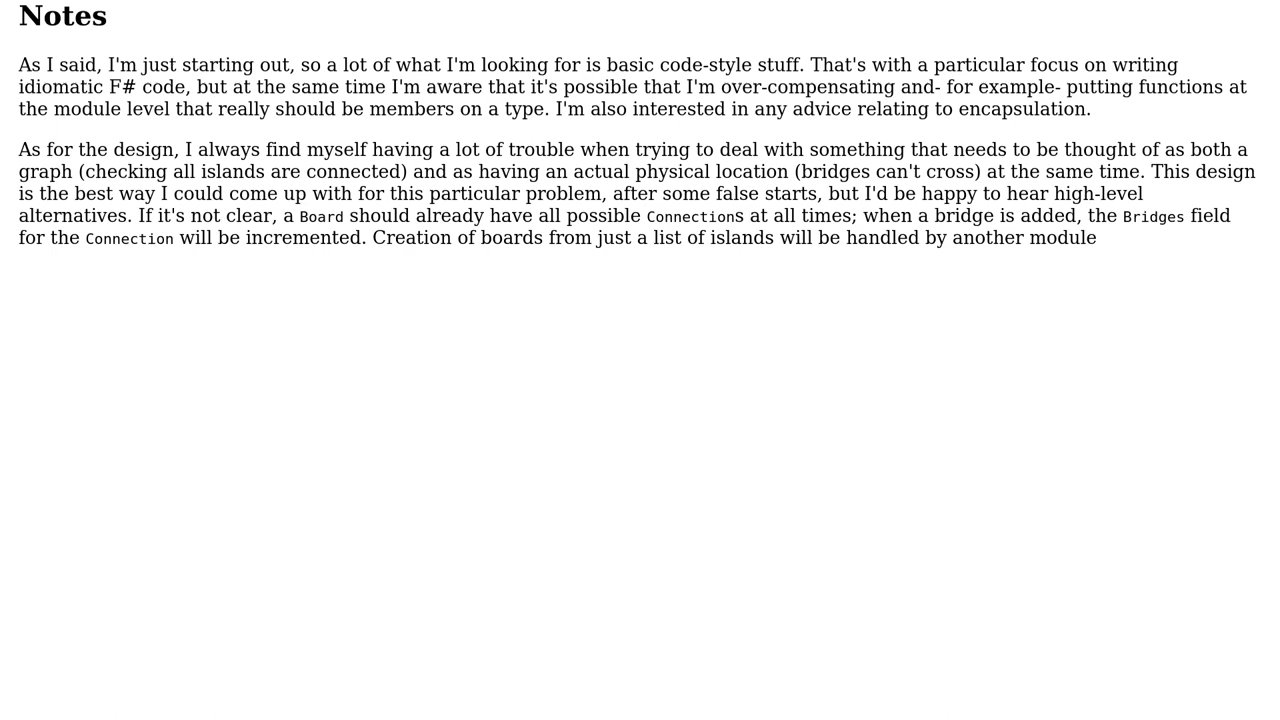 Notes
As I said, I'm just starting out, so a lot of what I'm looking for is basic code-style stuff. That's with a particular focus on writing
idiomatic F# code, but at the same time I'm aware that it's possible that I'm over-compensating and- for example- putting functions at
the module level that really should be members on a type. I'm also interested in any advice relating to encapsulation.
As for the design, I always find myself having a lot of trouble when trying to deal with something that needs to be thought of as both a
graph (checking all islands are connected) and as having an actual physical location (bridges can't cross) at the same time. This design
is the best way I could come up with for this particular problem, after some false starts, but I'd be happy to hear high-level
alternatives. If it's not clear, a Board should already have all possible Connections at all times; when a bridge is added, the Bridges field
for the Connection will be incremented. Creation of boards from just a list of islands will be handled by another module